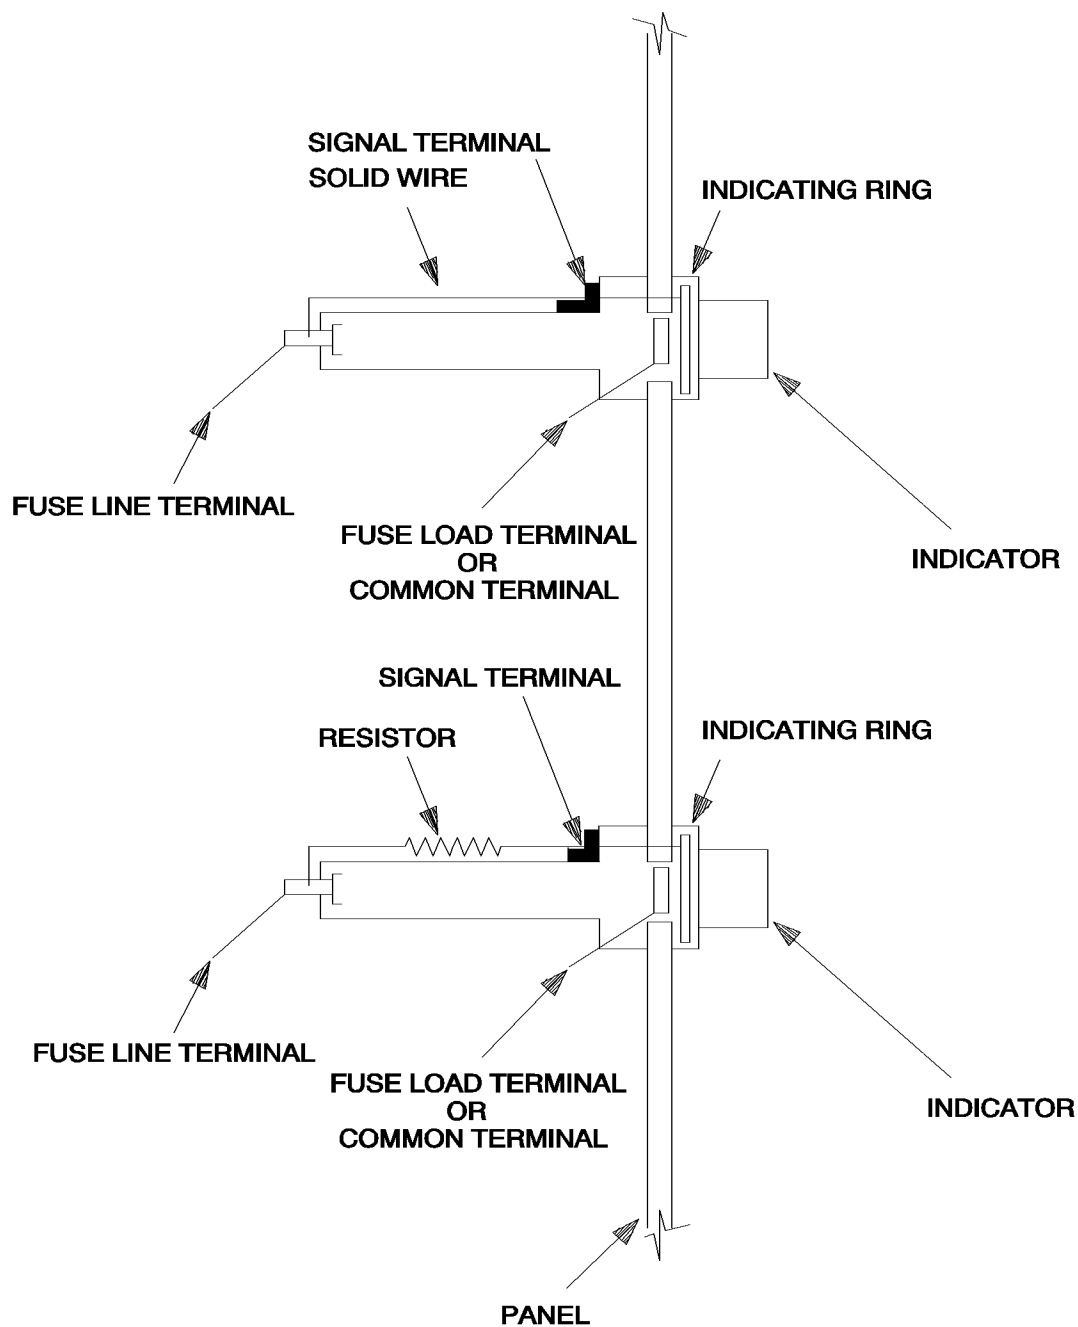 SIGNAL TERMINAL
SOLID WIRE
INDICATING RING
FUSE LINE TERMINAL
FUSE LOAD TERMINAL
OR
COMMON TERMINAL
INDICATOR
SIGNAL TERMINAL
RESISTOR
INDICATING RING
FUSE LINE TERMINAL
FUSE LOAD TERMINAL
OR
COMMON TERMINAL
INDICATOR
PANEL